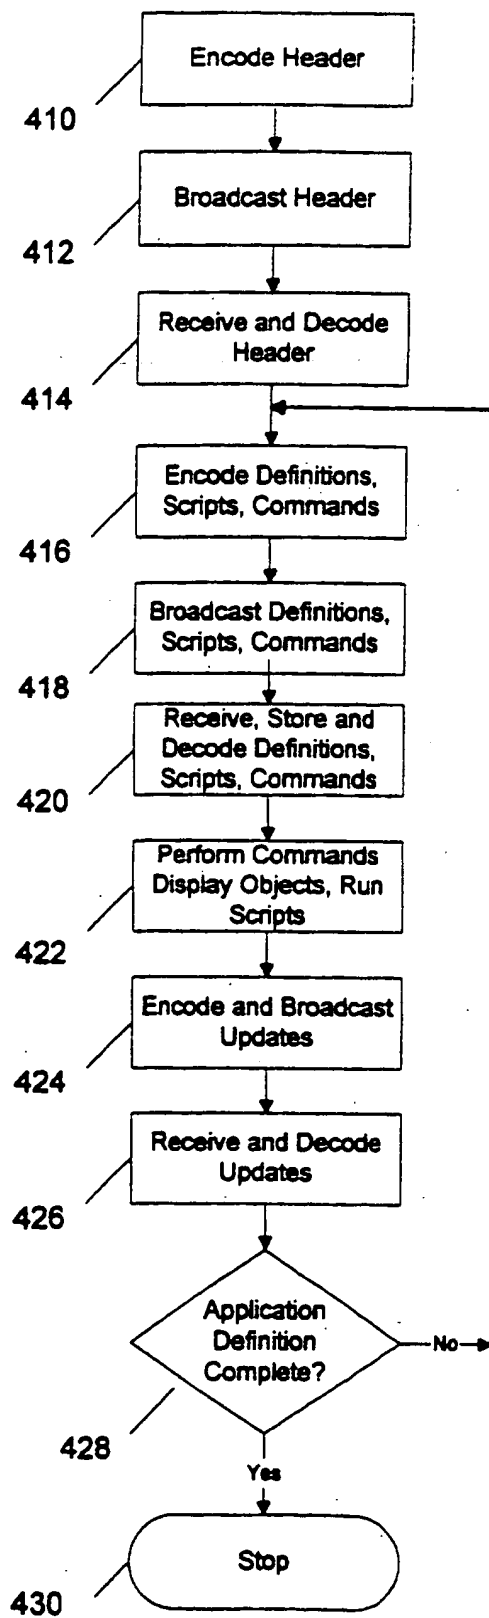 Encode Header
410
Broadcast Header
412
Receive and Decode
Header
414
Encode Definitions,
Scripts, Commands
416
Broadcast Definitions,
Scripts, Commands
418
Receive, Store and
Decode Definitions,
Scripts, Commands
420
Perform Commands
Display Objects, Run
Scripts
422
Encode and Broadcast
Updates
424
Receive and Decode
Updates
426
Application
Definition
Complete?
No
428
Yes
Stop
430